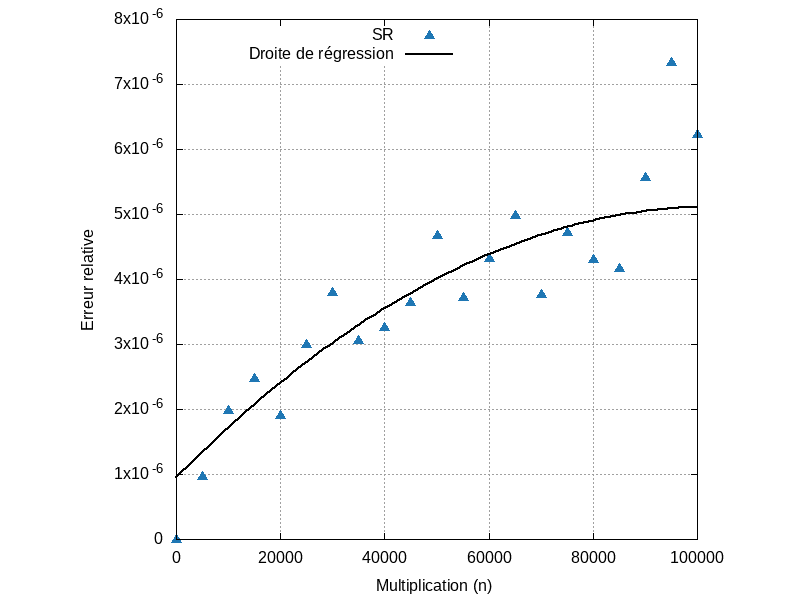 8x10^-6
SR
Droite de régression
7x10^-6
6x10^-6
5x10^-6
4x10^-6
3x10^-6
2x10^-6
1x10^-6
0
Erreur relative
0 20000 40000 60000 80000 100000
Multiplication (n)